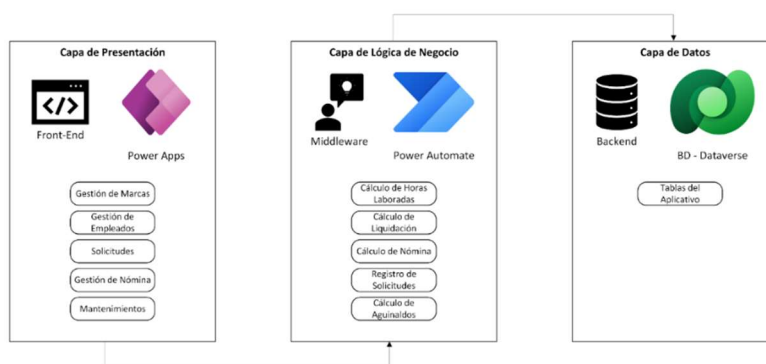 Capa de Presentación
Front-End
Power Apps
Gestión de Marcas
Gestión de
Empleados
Solicitudes
Gestión de Nómina
Mantenimientos
Capa de Lógica de Negocio
Middleware
Power Automate
Cálculo de Horas
Laboradas
Cálculo de
Liquidación
Cálculo de Nómina
Registro de
Solicitudes
Cálculo de
Aguinaldos
Capa de Datos
Backend
BD - Dataverse
Tablas del
Aplicativo